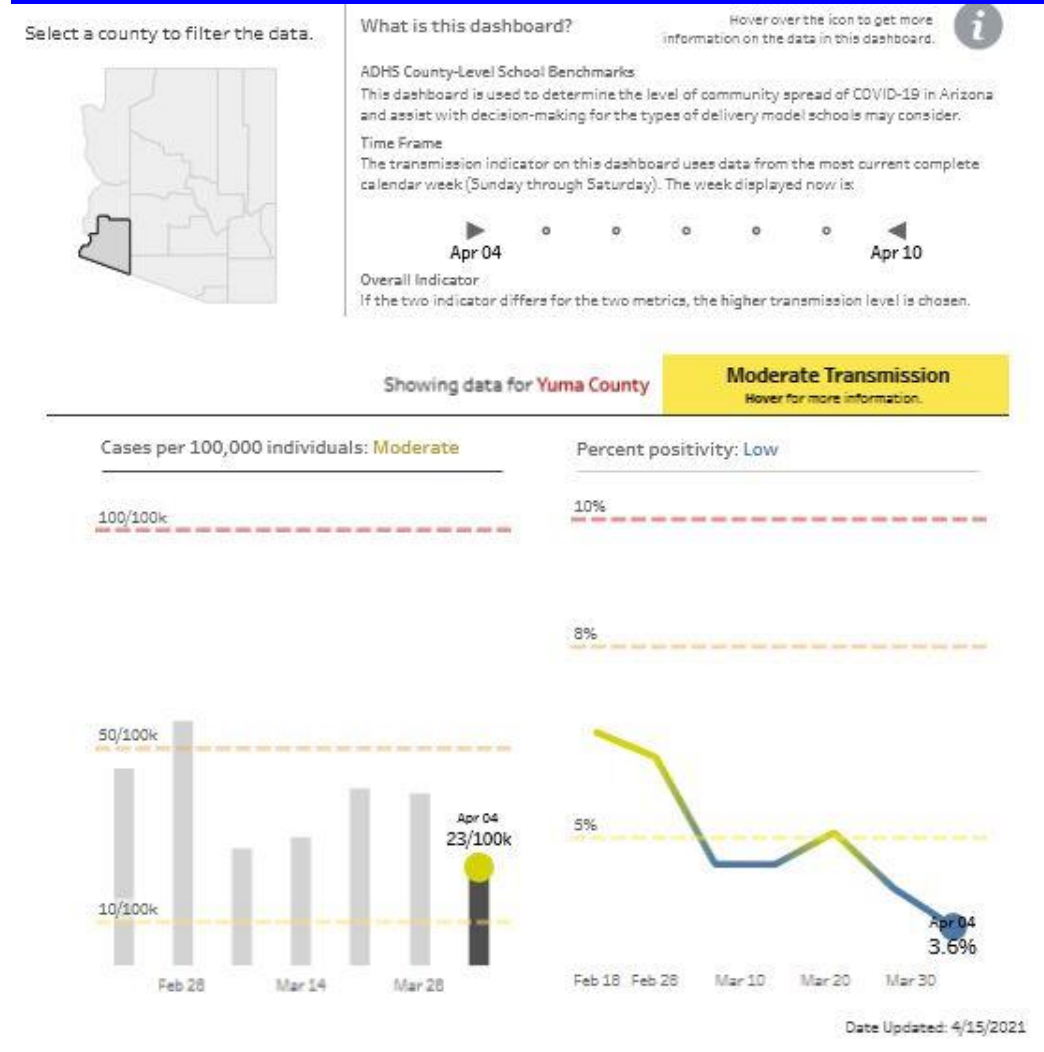 Select a county to filter the data.
What is this dashboard?
Hover over the icon to get more
information on the data in this dashboard.
i
ADHS County-Level School Benchmarks
This dashboard is used to determine the level of community spread of COVID-19 in Arizona
and assist with decision-making for the types of delivery model schools may consider.
Time Frame
The transmission indicator on this dashboard uses data from the most current complete
calendar week (Sunday through Saturday). The week displayed now is:
Apr 04
Apr 10
Overall Indicator
If the two indicator differs for the two metrics, the higher transmission level is chosen.
Showing data for Yuma County
Moderate Transmission
Hover for more information.
Cases per 100,000 individuals: Moderate
100/100k
50/100k
10/100k
Apr 04
23/100k
Feb 28
Mar 14
Mar 28
Percent positivity: Low
10%
8%
5%
Apr 04
3.6%
Feb 18
Feb 28
Mar 10
Mar 20
Mar 30
Date Updated: 4/15/2021